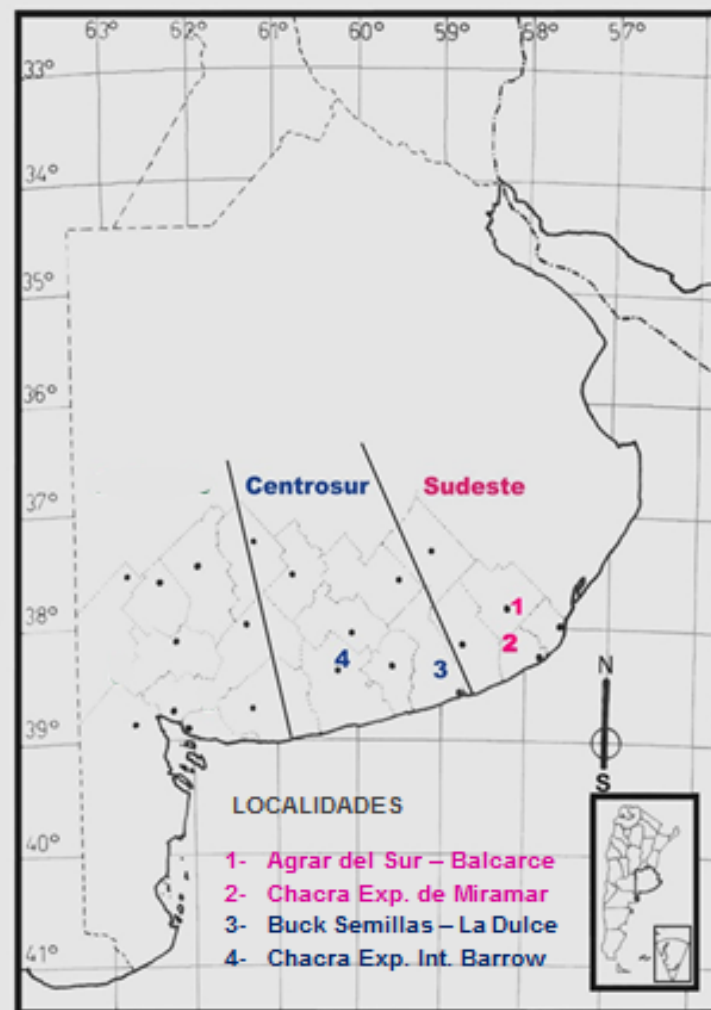 63° 62° 61° 60° 59° 58° 57°
33°
34°
35°
36°
37°
38°
39°
40°
41°
Centrosur Sudeste
1
2
3
4
N
S
LOCALIDADES
1- Agrar del Sur – Balcarce
2- Chacra Exp. de Miramar
3- Buck Semillas – La Dulce
4- Chacra Exp. Int. Barrow